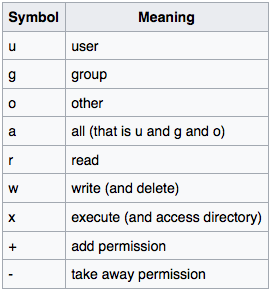 Symbol Meaning
u user
g group
o other
a all (that is u and g and o)
r read
w write (and delete)
x execute (and access directory)
+ add permission
- take away permission